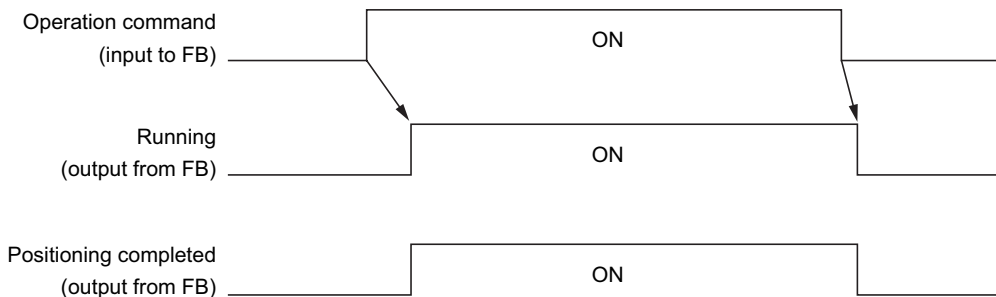 Operation command
(input to FB)
ON
Running
(output from FB)
ON
Positioning completed
(output from FB)
ON